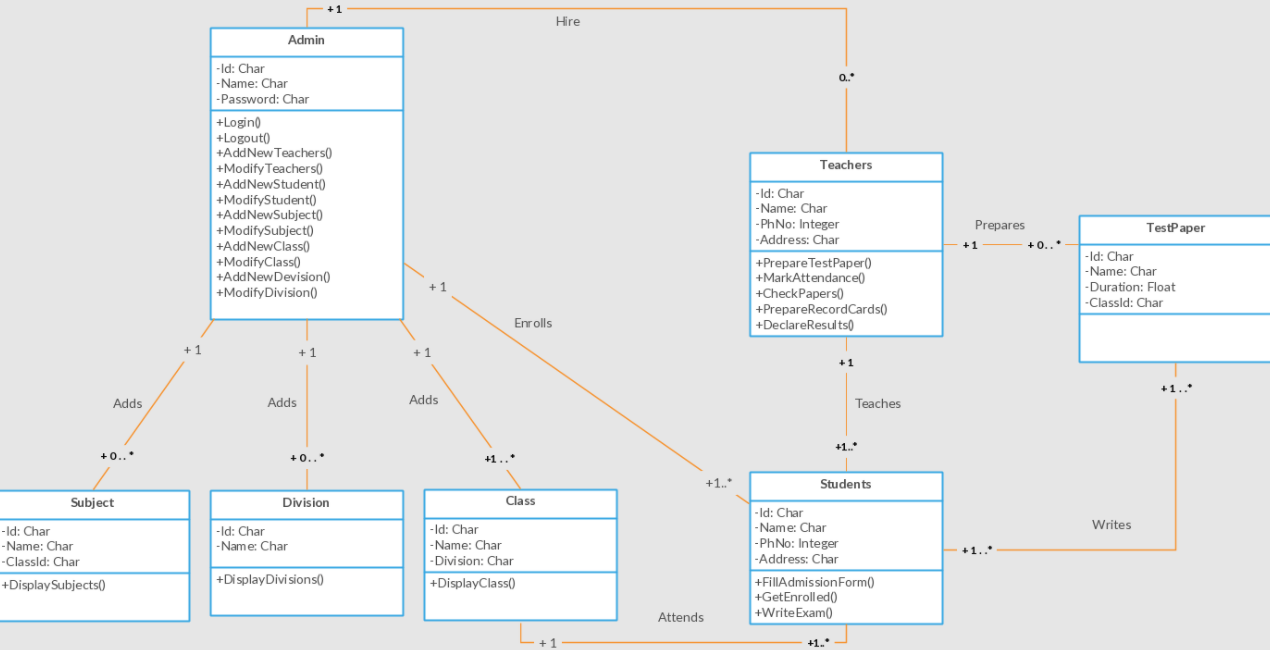 + 1
Hire
0..*
Admin
-Id: Char
-Name: Char
-Password: Char
+Login()
+Logout()
+AddNewTeachers()
+ModifyTeachers()
+AddNewStudent()
+ModifyStudent()
+AddNewSubject()
+ModifySubject()
+AddNewClass()
+ModifyClass()
+AddNewDevision()
+ModifyDivision()
Teachers
-Id: Char
-Name: Char
-PhNo: Integer
-Address: Char
+PrepareTestPaper()
+MarkAttendance()
+CheckPapers()
+PrepareRecordCards()
+DeclareResults()
Prepares
+ 1
+ 0 . . *
TestPaper
-Id: Char
-Name: Char
-Duration: Float
-ClassId: Char
+ 1
Enrolls
+1..*
+ 1
Adds
+ 0 . . *
+ 1
Adds
+ 0 . . *
+ 1
Adds
+1 . . *
+ 1
Teaches
+1..*
+ 1 . . *
Writes
+ 1 . . *
Subject
-Id: Char
-Name: Char
-ClassId: Char
+DisplaySubjects()
Division
-Id: Char
-Name: Char
+DisplayDivisions()
Class
-Id: Char
-Name: Char
-Division: Char
+DisplayClass()
Students
-Id: Char
-Name: Char
-PhNo: Integer
-Address: Char
+FillAdmissionForm()
+GetEnrolled()
+WriteExam()
Attends
+ 1
+1..*